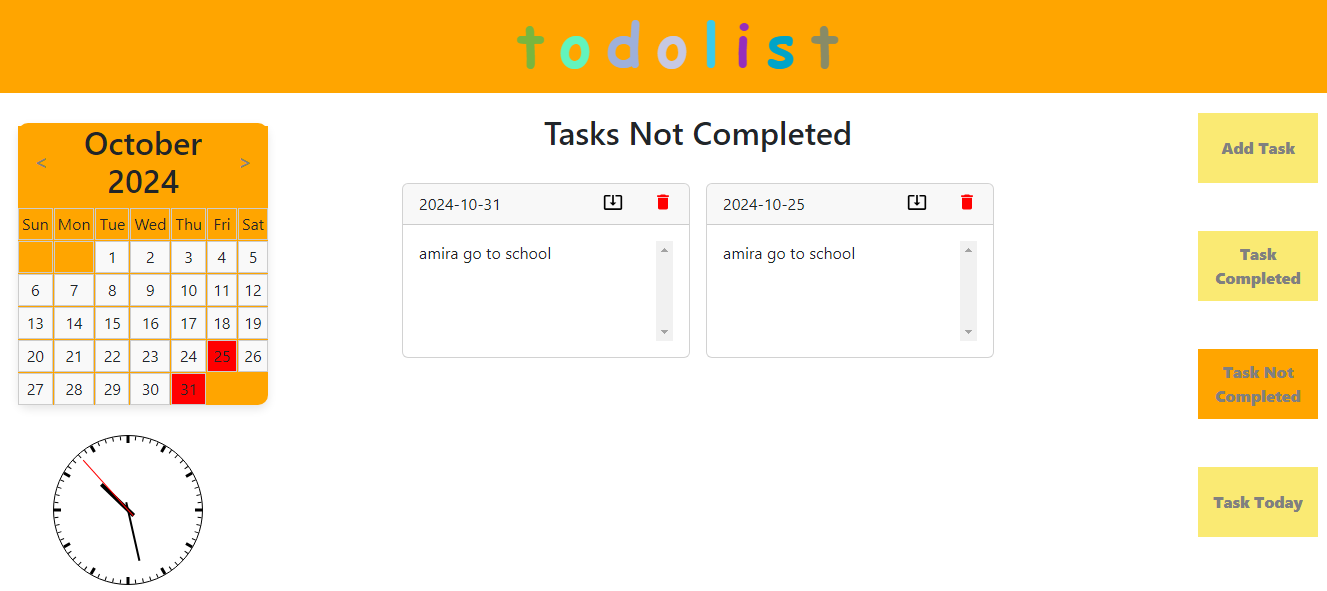 todolist
October
2024
<
>
Sun Mon Tue Wed Thu Fri Sat
1 2 3 4 5
6 7 8 9 10 11 12
13 14 15 16 17 18 19
20 21 22 23 24 25 26
27 28 29 30 31
Tasks Not Completed
2024-10-31
amira go to school
2024-10-25
amira go to school
Add Task
Task
Completed
Task Not
Completed
Task Today